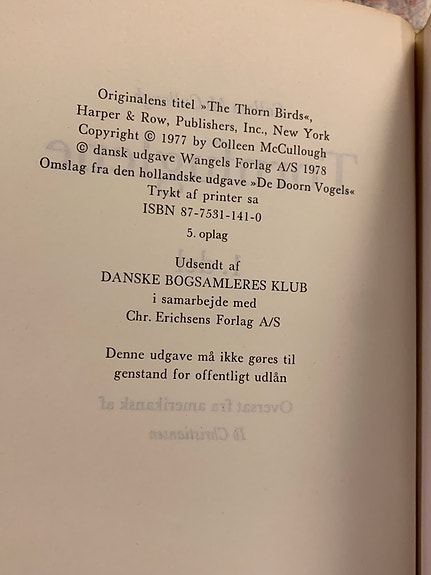 Originalens titel »The Thorn Birds«,
Harper & Row, Publishers, Inc., New York
Copyright © 1977 by Colleen McCullough
© dansk udgave Wangels Forlag A/S 1978
Omslag fra den hollandske udgave »De Doorn Vogels«
Trykt af printer sa
ISBN 87-7531-141-0
5. oplag
Udsendt af
DANSKE BOGSAMLERES KLUB
i samarbejde med
Chr. Erichsens Forlag A/S
Denne udgave må ikke gøres til
genstand for offentligt udlån
Oversat fra amerikansk af
Ib Christiansen